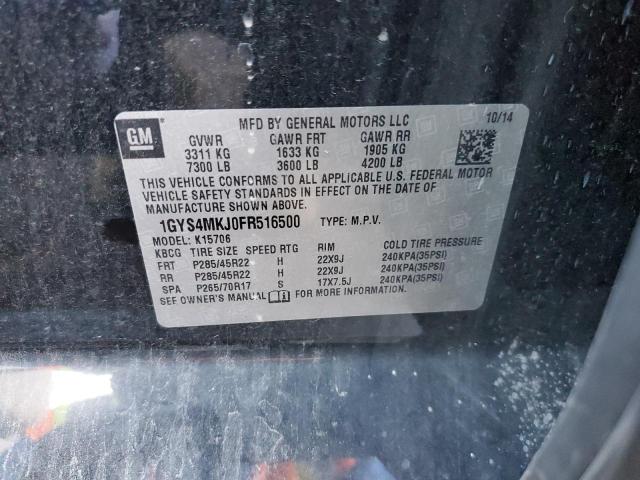 GM
MFD BY GENERAL MOTORS LLC 10/14
GVWR GAWR FRT GAWR RR
3311 KG 1633 KG 1905 KG
7300 LB 3600 LB 4200 LB
THIS VEHICLE CONFORMS TO ALL APPLICABLE U.S. FEDERAL MOTOR
VEHICLE SAFETY STANDARDS IN EFFECT ON THE DATE OF
MANUFACTURE SHOWN ABOVE.
1GYS4MKJ0FR516500 TYPE: M.P.V.
MODEL: K15706
KBCG TIRE SIZE SPEED RTG RIM COLD TIRE PRESSURE
FRT P285/45R22 H 22X9J 240KPA(35PSI)
RR P285/45R22 H 22X9J 240KPA(35PSI)
SPA P265/70R17 S 17X7.5J 240KPA(35PSI)
SEE OWNER'S MANUAL FOR MORE INFORMATION.